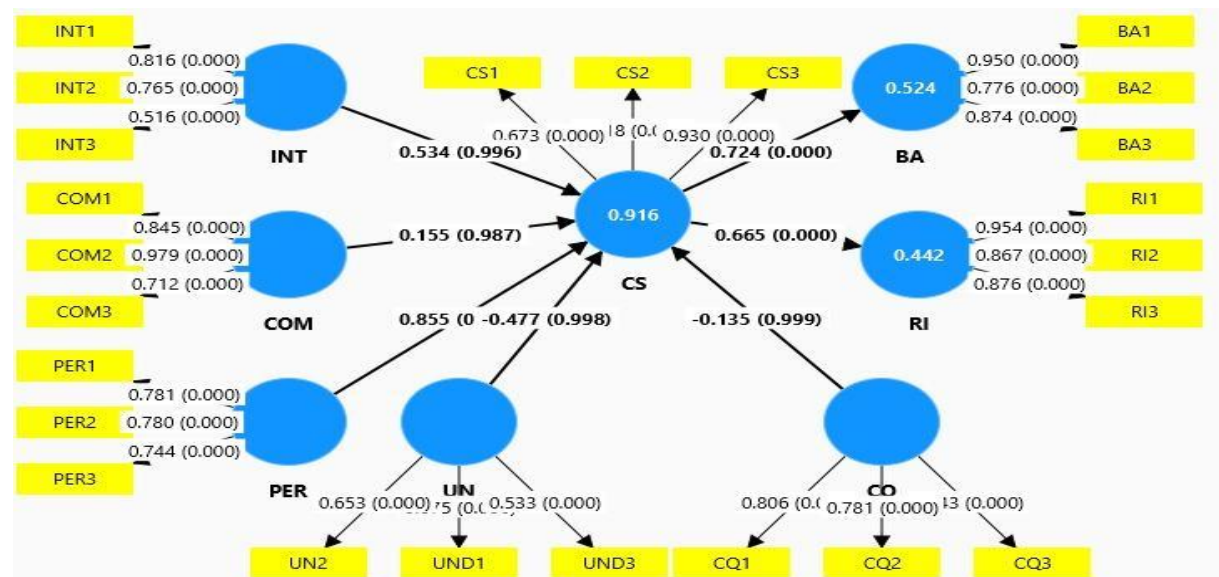 INT1
0.816 (0.000)
INT2
0.765 (0.000)
0.516 (0.000)
INT3
INT
CS1
CS2
CS3
0.673 (0.000)
0.930 (0.000)
BA1
0.950 (0.000)
0.524
0.776 (0.000)
BA2
0.874 (0.000)
BA3
BA
0.534 (0.996)
0.724 (0.000)
COM1
0.845 (0.000)
COM2
0.979 (0.000)
0.712 (0.000)
COM3
COM
0.155 (0.987)
0.916
CS
0.665 (0.000)
RI1
0.954 (0.000)
0.442
0.867 (0.000)
RI2
0.876 (0.000)
RI3
RI
0.855 (0
-0.477 (0.998)
-0.135 (0.999)
PER1
0.781 (0.000)
PER2
0.780 (0.000)
0.744 (0.000)
PER3
PER
UN
CO
0.653 (0.000)
0.533 (0.000)
0.806
0.781 (0.000)
UN2
UND1
UND3
CQ1
CQ2
CQ3